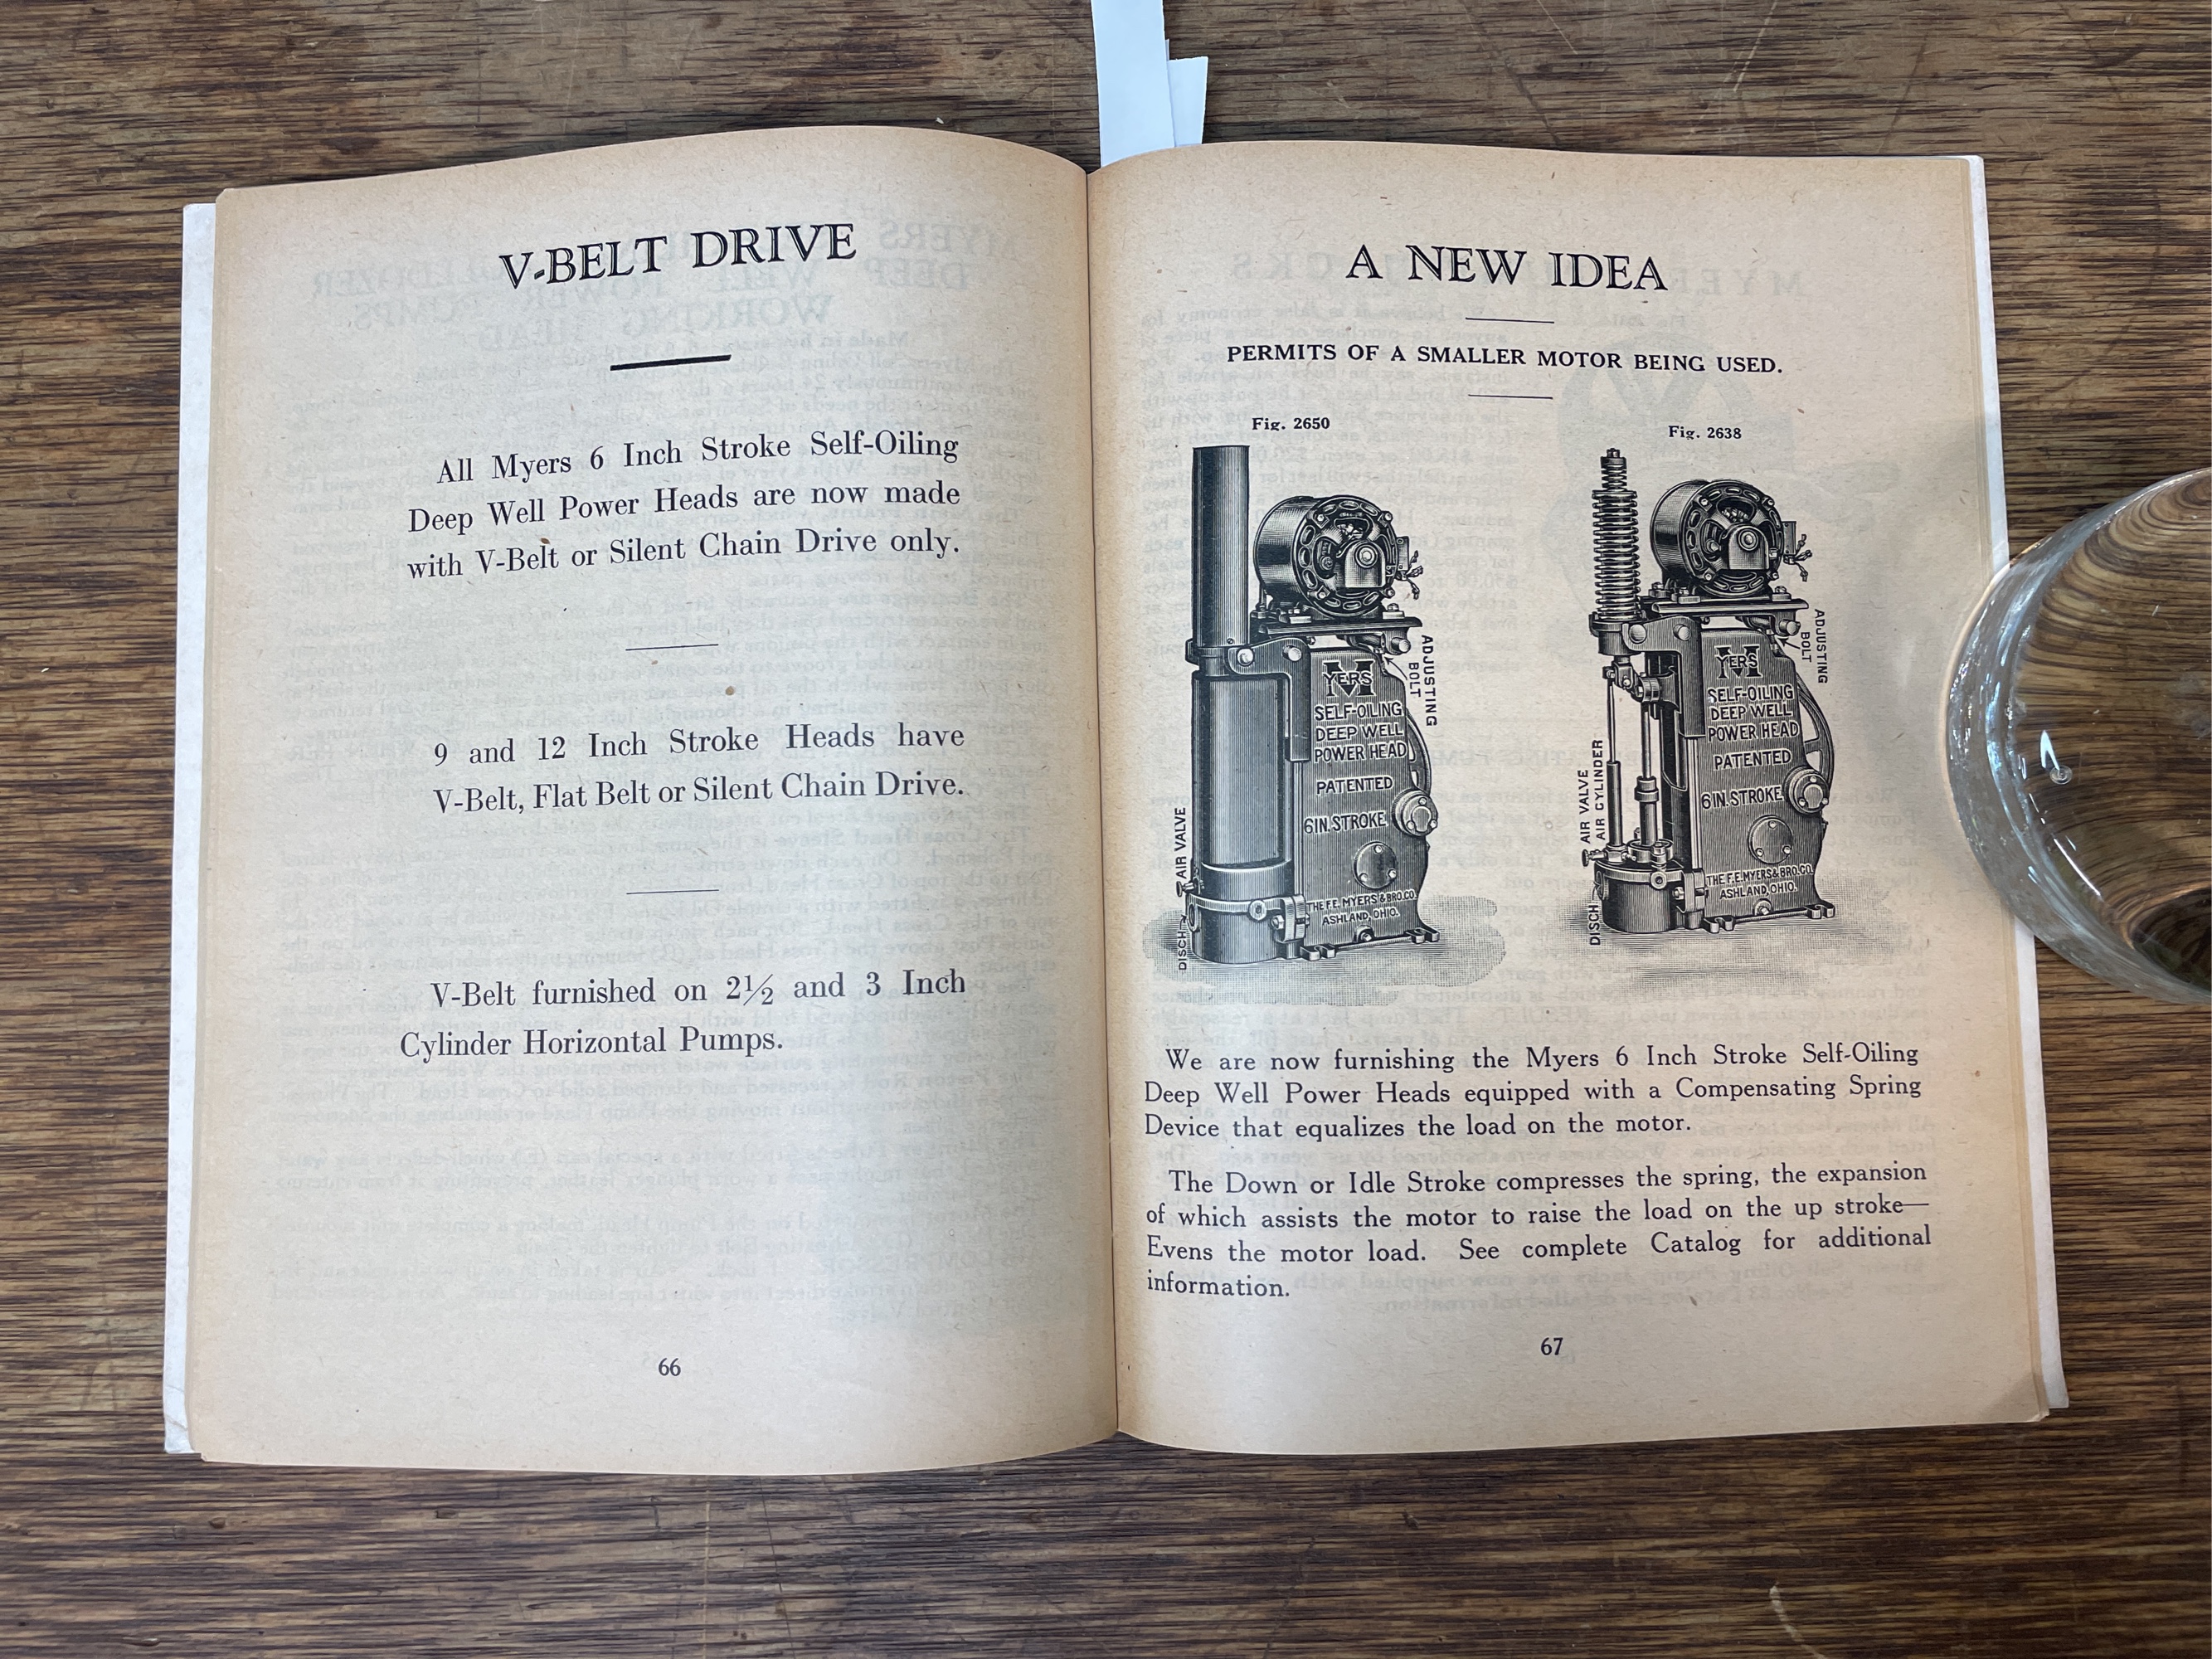 V-BELT DRIVE
All Myers 6 Inch Stroke Self-Oiling
Deep Well Power Heads are now made
with V-Belt or Silent Chain Drive only.
9 and 12 Inch Stroke Heads have
V-Belt, Flat Belt or Silent Chain Drive.
V-Belt furnished on 2½ and 3 Inch
Cylinder Horizontal Pumps.
66
A NEW IDEA
PERMITS OF A SMALLER MOTOR BEING USED.
Fig. 2650
ADJUSTING
BOLT
MYERS
SELF-OILING
DEEP WELL
POWER HEAD
PATENTED
6 IN. STROKE
AIR VALVE
THE F.E. MYERS & BRO. CO.
ASHLAND, OHIO.
DISCH
Fig. 2638
ADJUSTING
BOLT
MYERS
SELF-OILING
DEEP WELL
POWER HEAD
PATENTED
6 IN. STROKE
AIR VALVE
AIR CYLINDER
THE F.E. MYERS & BRO. CO.
ASHLAND, OHIO.
DISCH
We are now furnishing the Myers 6 Inch Stroke Self-Oiling
Deep Well Power Heads equipped with a Compensating Spring
Device that equalizes the load on the motor.
The Down or Idle Stroke compresses the spring, the expansion
of which assists the motor to raise the load on the up stroke—
Evens the motor load. See complete Catalog for additional
information.
67